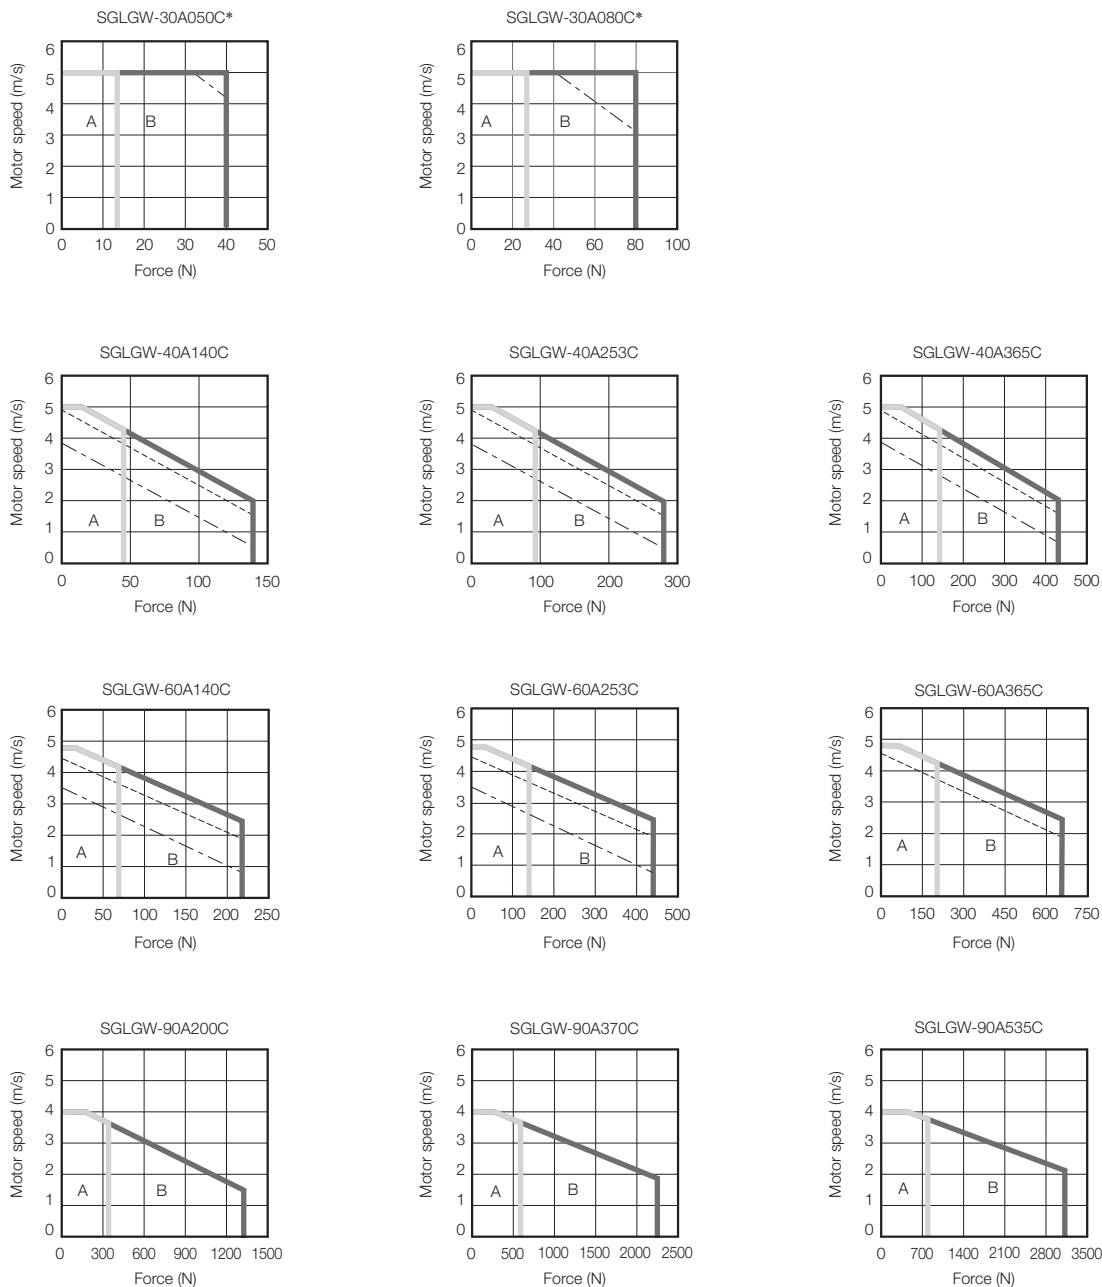 SGLGW-30A050C*
Motor speed (m/s)
6
5
4
3
2
1
0
A
B
0 10 20 30 40 50
Force (N)
SGLGW-30A080C*
Motor speed (m/s)
6
5
4
3
2
1
0
A
B
0 20 40 60 80 100
Force (N)
SGLGW-40A140C
Motor speed (m/s)
6
5
4
3
2
1
0
A
B
0 50 100 150
Force (N)
SGLGW-40A253C
Motor speed (m/s)
6
5
4
3
2
1
0
A
B
0 100 200 300
Force (N)
SGLGW-40A365C
Motor speed (m/s)
6
5
4
3
2
1
0
A
B
0 100 200 300 400 500
Force (N)
SGLGW-60A140C
Motor speed (m/s)
6
5
4
3
2
1
0
A
B
0 50 100 150 200 250
Force (N)
SGLGW-60A253C
Motor speed (m/s)
6
5
4
3
2
1
0
A
B
0 100 200 300 400 500
Force (N)
SGLGW-60A365C
Motor speed (m/s)
6
5
4
3
2
1
0
A
B
0 150 300 450 600 750
Force (N)
SGLGW-90A200C
Motor speed (m/s)
6
5
4
3
2
1
0
A
B
0 300 600 900 1200 1500
Force (N)
SGLGW-90A370C
Motor speed (m/s)
6
5
4
3
2
1
0
A
B
0 500 1000 1500 2000 2500
Force (N)
SGLGW-90A535C
Motor speed (m/s)
6
5
4
3
2
1
0
A
B
0 700 1400 2100 2800 3500
Force (N)